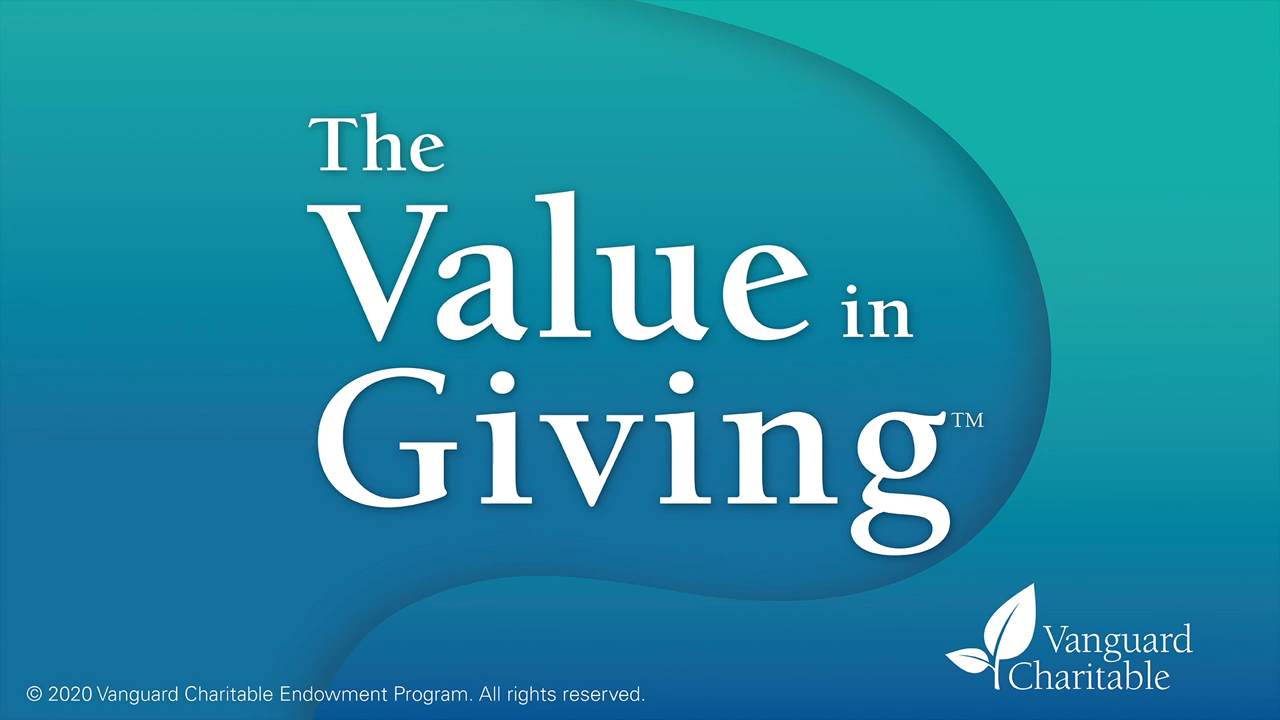 The
Value in
Giving™
Vanguard
Charitable
© 2020 Vanguard Charitable Endowment Program. All rights reserved.